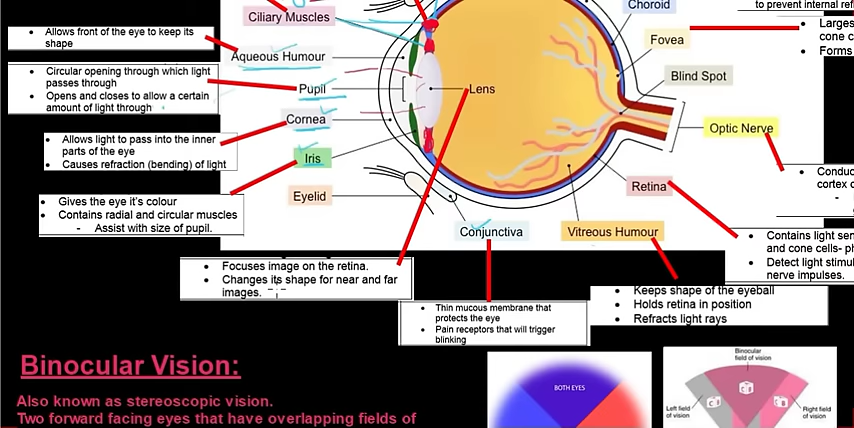 Ciliary Muscles
Choroid
to prevent internal
Allows front of the eye to keep its
shape
Aqueous Humour
Fovea
Forms
Circular opening through which light
passes through
Opens and closes to allow a certain
amount of light through
Pupil
Lens
Blind Spot
Cornea
Optic Nerve
Allows light to pass into the inner
parts of the eye
Causes refraction (bending) of light
Iris
Retina
cortex
Gives the eye it's colour
Contains radial and circular muscles
- Assist with size of pupil.
Eyelid
Conjunctiva
Vitreous Humour
Contains light
and cone cells-
Detect light
nerve impulses.
Focuses image on the retina.
Changes its shape for near and far
images.
Thin mucous membrane that
protects the eye
Pain receptors that will trigger
blinking
Keeps shape of the eyeball
Holds retina in position
Refracts light rays
Binocular Vision:
Also known as stereoscopic vision.
Two forward facing eyes that have overlapping fields of
BOTH EYES
Binocular
field of vision
Left field
of vision
Right field
of vision